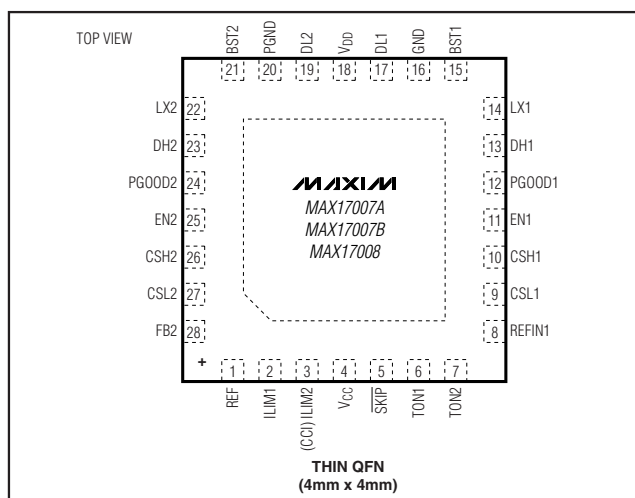 TOP VIEW
BST2
PGND
DL2
VDD
DL1
GND
BST1
21
20
19
18
17
16
15
LX2 22
14 LX1
DH2 23
13 DH1
PGOOD2 24
12 PGOOD1
EN2 25
11 EN1
CSH2 26
10 CSH1
CSL2 27
9 CSL1
FB2 28
8 REFIN1
MAXIM
MAX17007A
MAX17007B
MAX17008
+
1
2
3
4
5
6
7
REF
ILIM1
(CCI) ILIM2
VCC
SKIP
TON1
TON2
THIN QFN
(4mm x 4mm)